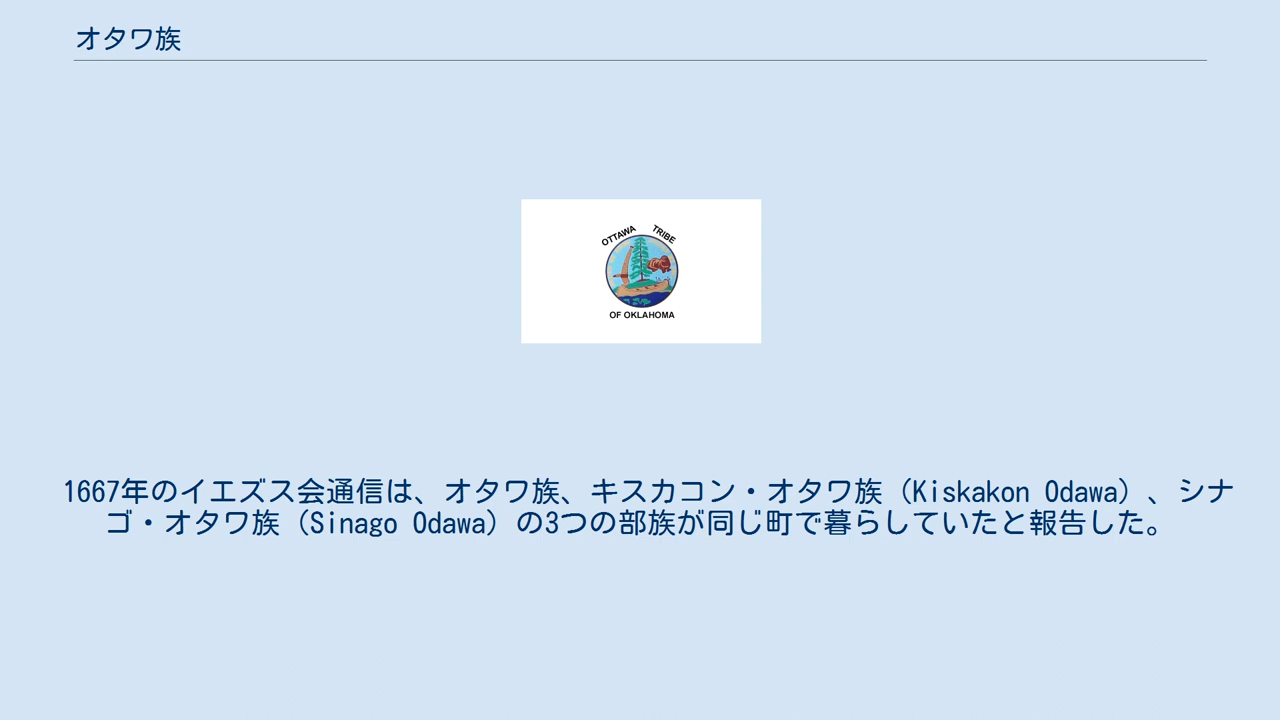 オタワ族
OTTAWA TRIBE
OF OKLAHOMA
1667年のイエズス会通信は、オタワ族、キスカコン・オタワ族（Kiskakon Odawa）、シナ
ゴ・オタワ族（Sinago Odawa）の3つの部族が同じ町で暮らしていたと報告した。